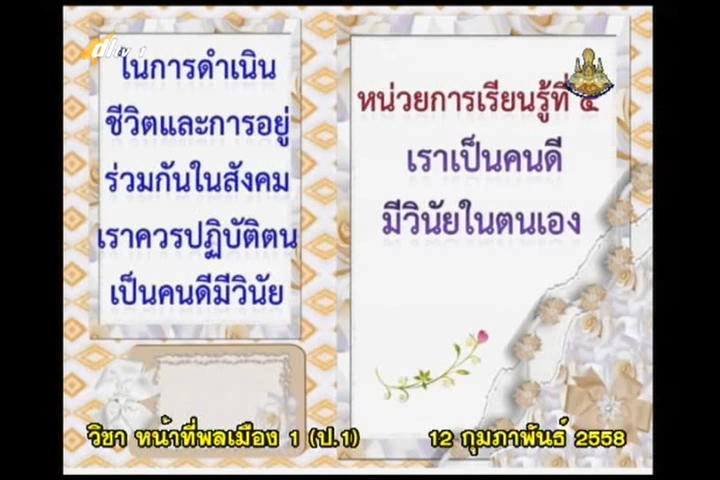 dltv 1
ในการดำเนิน
ชีวิตและการอยู่
ร่วมกันในสังคม
เราควรปฏิบัติตน
เป็นคนดีมีวินัย
หน่วยการเรียนรู้ที่ ๔
เราเป็นคนดี
มีวินัยในตนเอง
วิชา หน้าที่พลเมือง 1 (ป.1) 12 กุมภาพันธ์ 2558